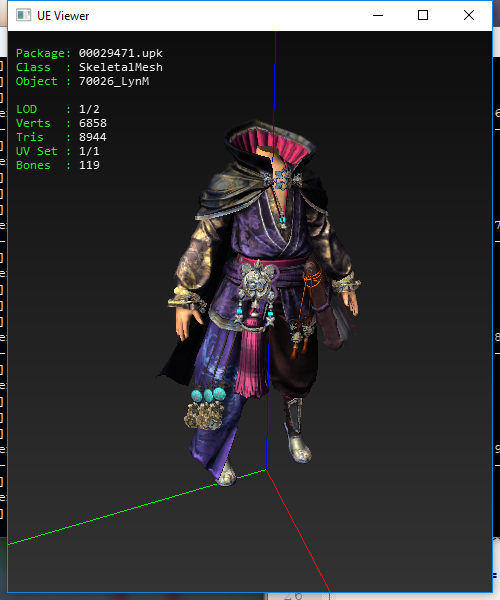 UE Viewer
Package: 00029471.upk
Class : SkeletalMesh
Object : 70026_LynM
LOD : 1/2
Verts : 6858
Tris : 8944
UV Set : 1/1
Bones : 119